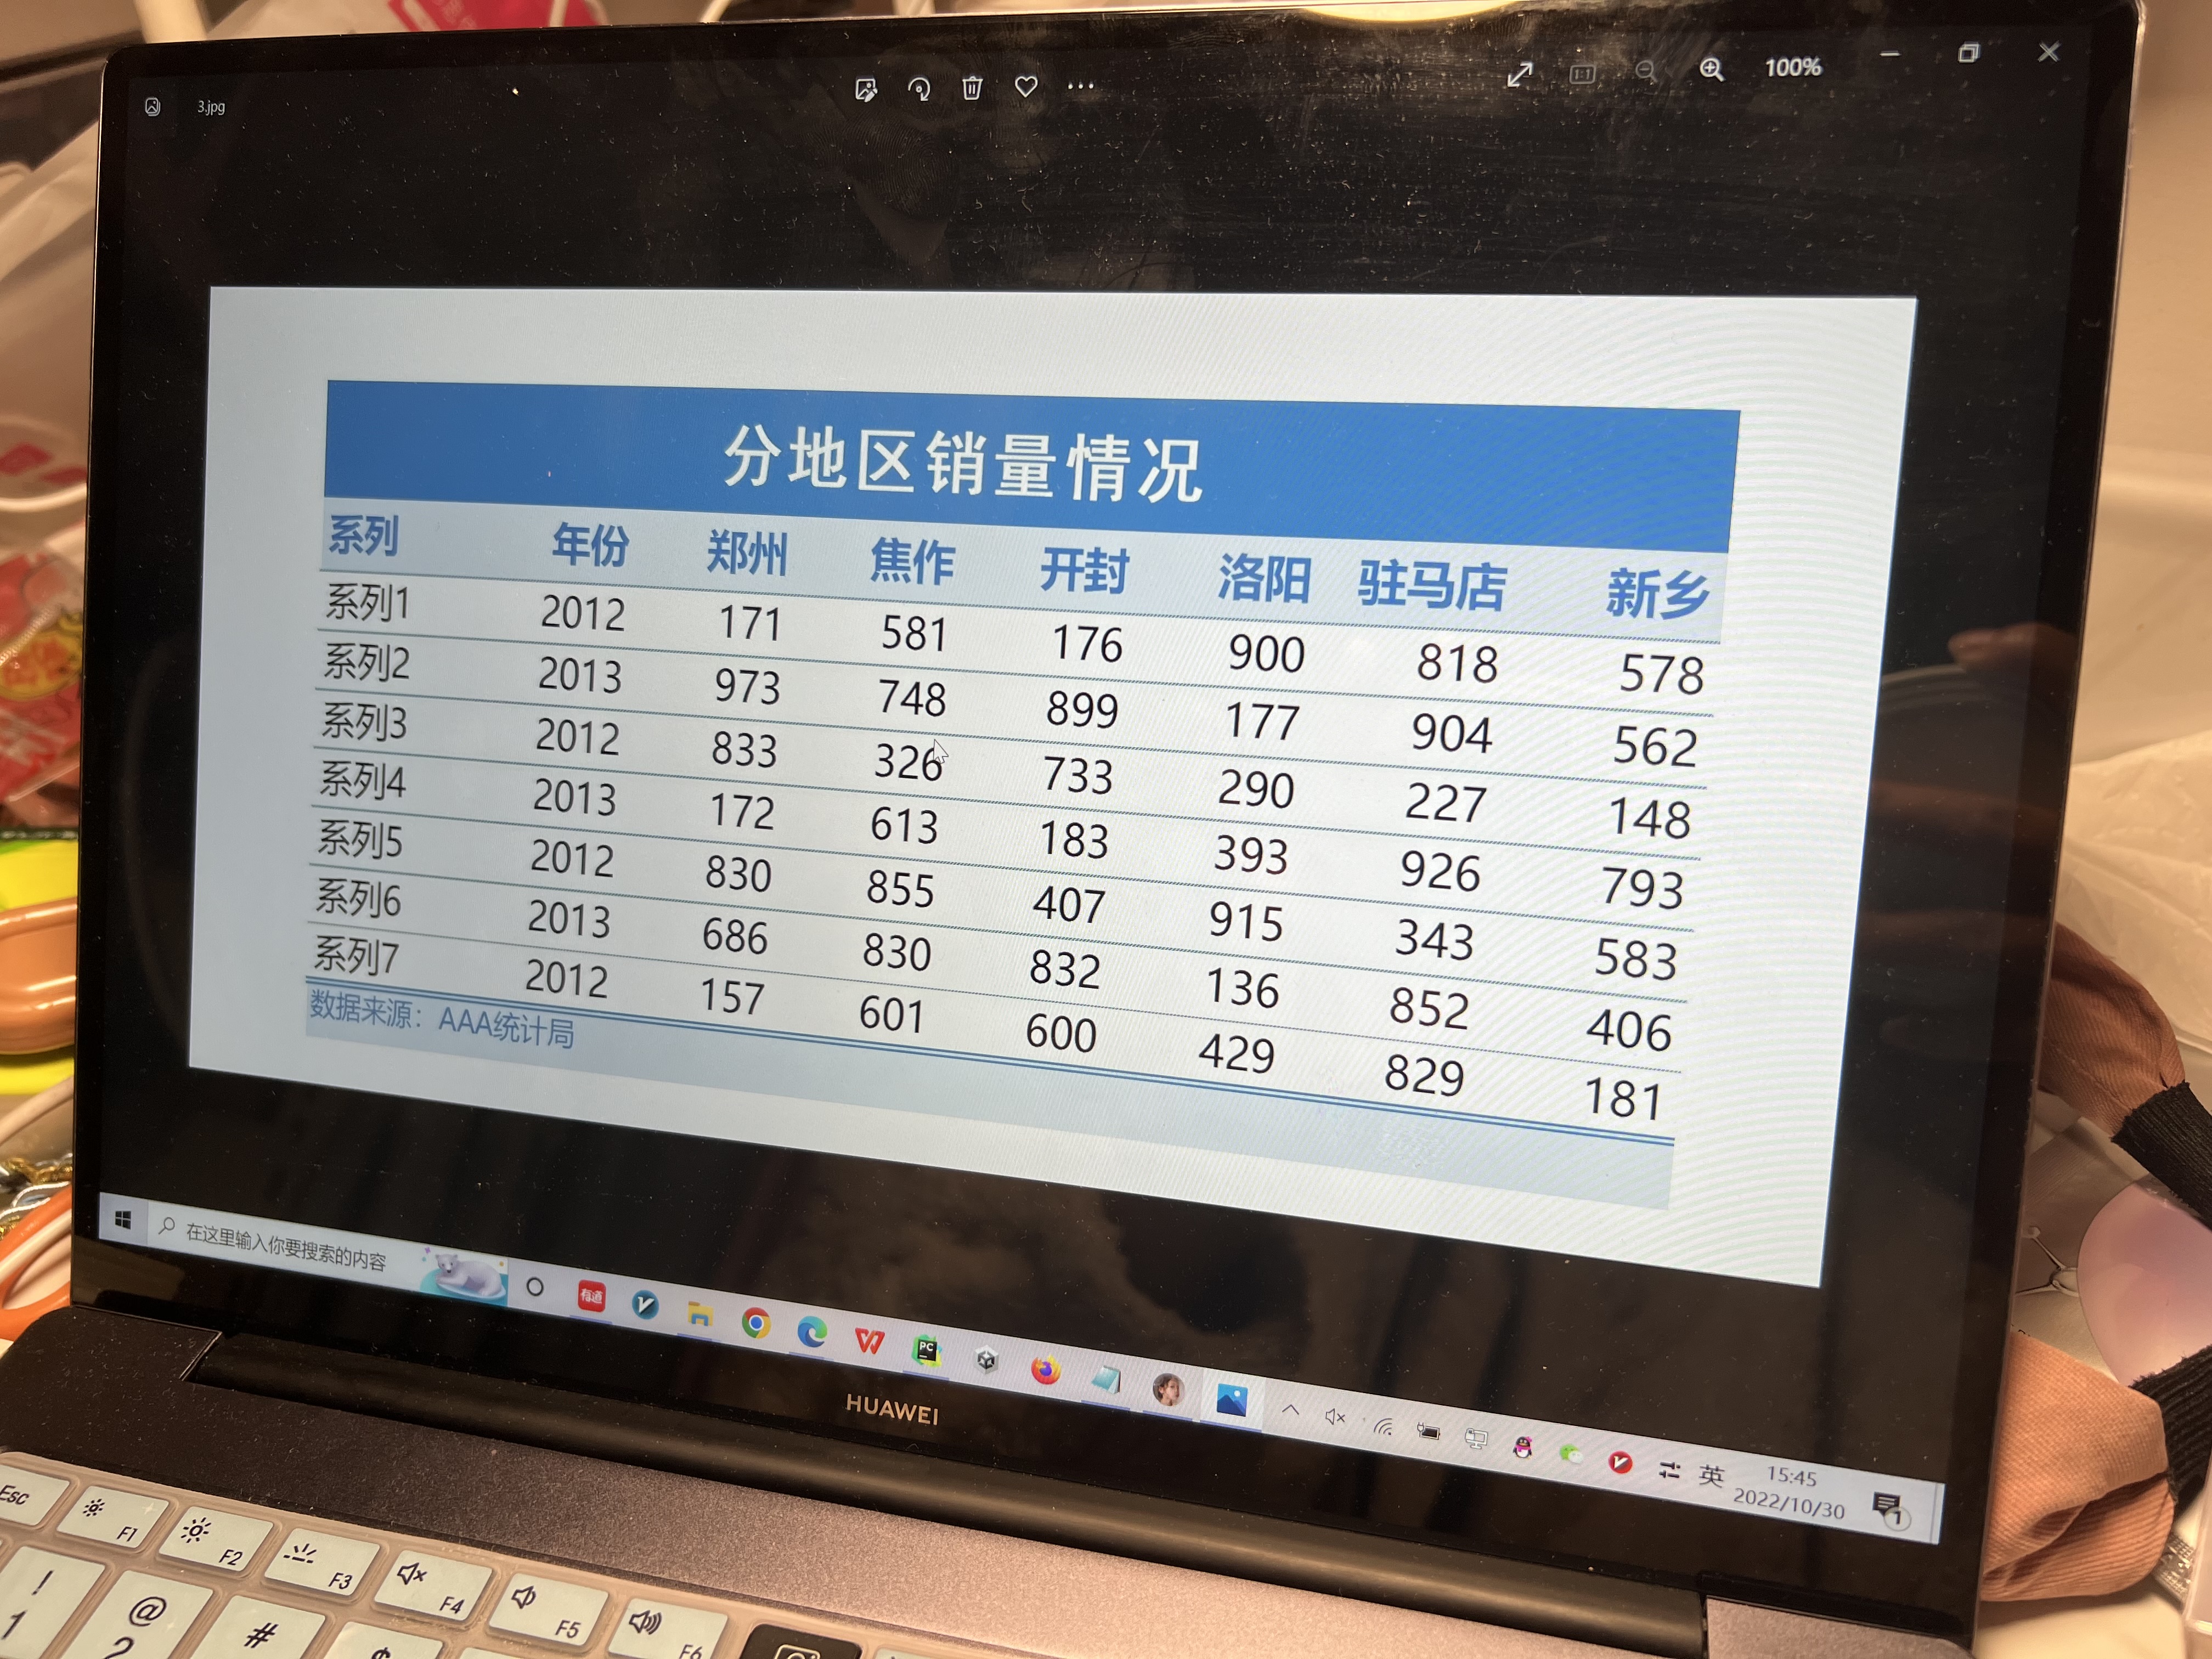 3.jpg
100%
分地区销量情况
系列 年份 郑州 焦作 开封 洛阳 驻马店 新乡
系列1 2012 171 581 176 900 818 578
系列2 2013 973 748 899 177 904 562
系列3 2012 833 326 733 290 227 148
系列4 2013 172 613 183 393 926 793
系列5 2012 830 855 407 915 343 583
系列6 2013 686 830 832 136 852 406
系列7 2012 157 601 600 429 829 181
数据来源：AAA统计局
在这里输入你要搜索的内容
有道
PC
英
15:45
2022/10/30
1
HUAWEI
Esc F1 F2 F3 F4 F5 F6
! @ # $
1 2